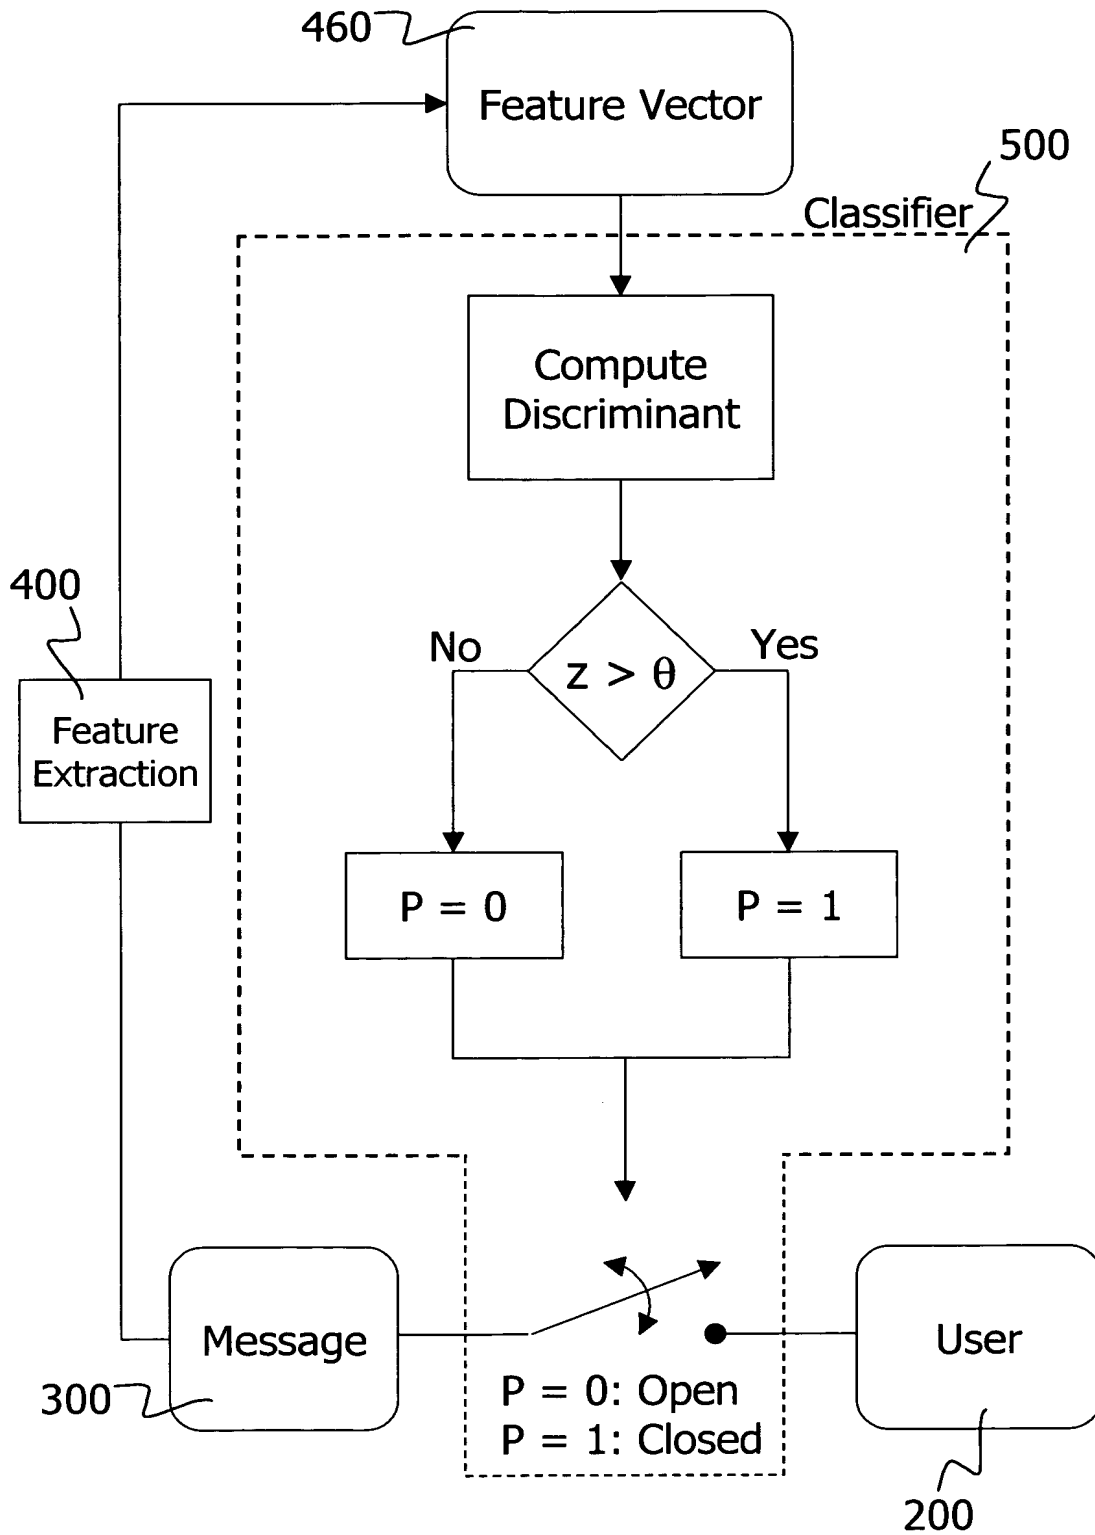 460
Feature Vector
500
Classifier
Compute
Discriminant
400
No
Yes
z > θ
Feature
Extraction
P = 0
P = 1
Message
User
300
P = 0: Open
P = 1: Closed
200